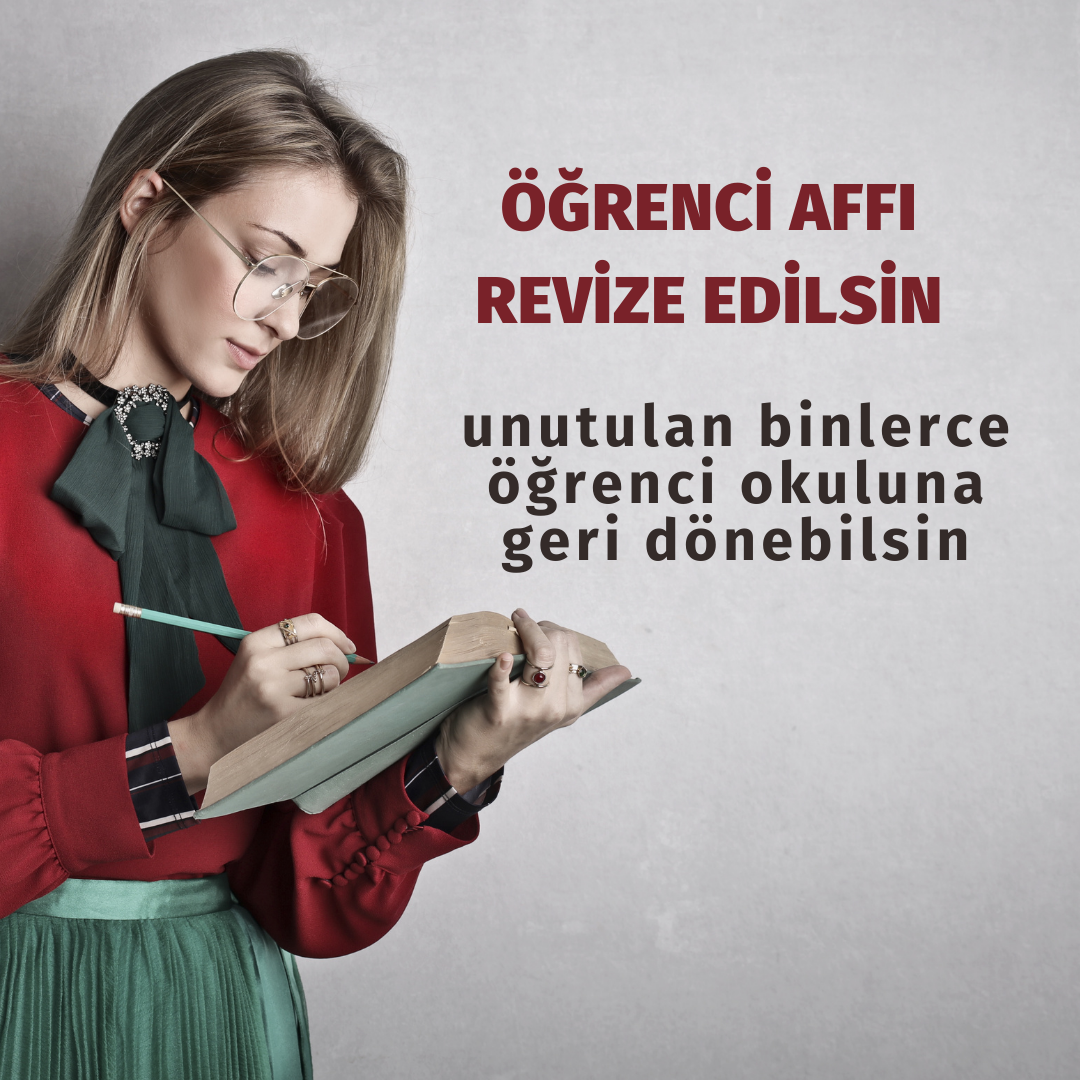 ÖĞRENCİ AFFI
REVİZE EDİLSİN
unutulan binlerce
öğrenci okuluna
geri dönebilsin